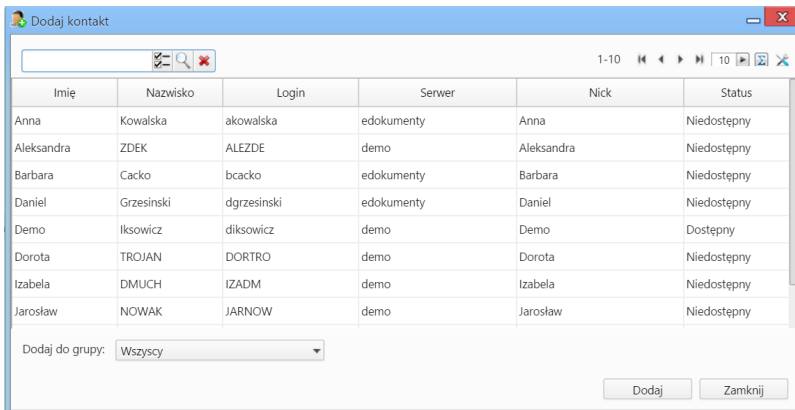 Dodaj kontakt
1-10 10
Imię Nazwisko Login Serwer Nick Status
Anna Kowalska akowalska edokumenty Anna Niedostępny
Aleksandra ZDEK ALEZDE demo Aleksandra Niedostępny
Barbara Cacko bcacko edokumenty Barbara Niedostępny
Daniel Grzesinski dgrzesinski edokumenty Daniel Niedostępny
Demo Iksowicz diksowicz demo Demo Dostępny
Dorota TROJAN DORTRO demo Dorota Niedostępny
Izabela DMUCH IZADM demo Izabela Niedostępny
Jarosław NOWAK JARNOW demo Jarosław Niedostępny
Dodaj do grupy: Wszyscy
Dodaj Zamknij